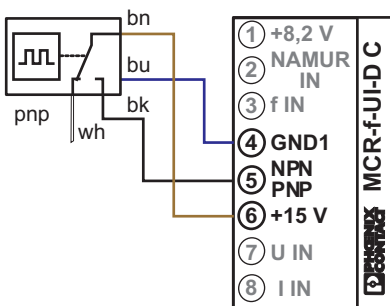 bn
bu
bk
pnp
wh
1 +8,2 V
2 NAMUR
IN
3 f IN
4 GND1
5 NPN
PNP
6 +15 V
7 U IN
8 I IN
MCR-f-UI-D C
PHŒNIX
CONTACT